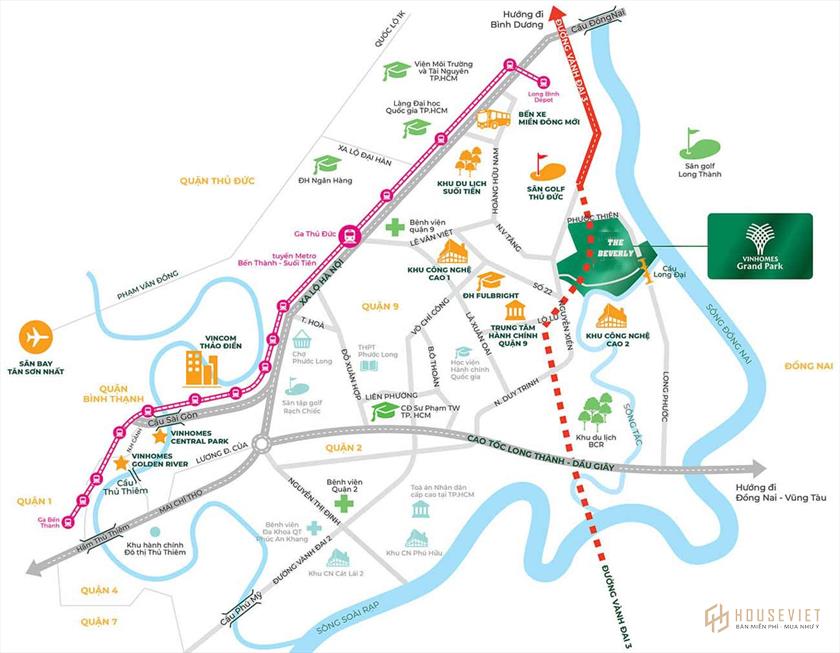 Hướng đi
Bình Dương
CẦU ĐỒNG NAI
QUỐC LỘ 1K
ĐƯỜNG VÀNH ĐAI 3
Viện Môi Trường
và Tài Nguyên
TP.HCM
Long Bình
Depot
Làng Đại học
Quốc gia TP.HCM
BẾN XE
MIỀN ĐÔNG MỚI
XA LỘ ĐẠI HÀN
HOÀNG HỮU NAM
Sân golf
Long Thành
ĐH Ngân Hàng
KHU DU LỊCH
SUỐI TIÊN
SÂN GOLF
THỦ ĐỨC
QUẬN THỦ ĐỨC
PHƯỚC THIỆN
Bệnh viện
quận 9
Ga Thủ Đức
LÊ VĂN VIỆT
N.V TĂNG
THE
BEVERLY
VINHOMES
Grand Park
tuyến Metro
Bến Thành - Suối Tiên
KHU CÔNG NGHỆ
CAO 1
Cầu
Long Đại
XA LỘ HÀ NỘI
PHẠM VĂN ĐỒNG
ĐH FULBRIGHT
SỐ 22
QUẬN 9
VÕ CHÍ CÔNG
LÃ XUÂN OAI
TRUNG TÂM
HÀNH CHÍNH
QUẬN 9
LÒ LU
NGUYỄN XIỂN
KHU CÔNG NGHỆ
CAO 2
SÔNG ĐỒNG NAI
T. HOÀ
Chợ
Phước Long
THPT
Phước Long
ĐỖ XUÂN HỢP
B.Ô THOÀN
Học viện
Hành chính
Quốc gia
VINCOM
THẢO ĐIỀN
SÂN BAY
TÂN SƠN NHẤT
ĐỒNG NAI
QUẬN
BÌNH THẠNH
Sân tập golf
Rạch Chiếc
LIÊN PHƯỜNG
N. DUY TRINH
LONG PHƯỚC
CĐ Sư Phạm TW
TP. HCM
SÔNG TẮC
Khu du lịch
BCR
Cầu Sài Gòn
N.H CẢNH
VINHOMES
CENTRAL PARK
VINHOMES
GOLDEN RIVER
LƯƠNG Đ. CỦA
QUẬN 2
CAO TỐC LONG THÀNH - DẦU GIÂY
Cầu
Thủ Thiêm
MAI CHÍ THỌ
Hướng đi
Đồng Nai - Vũng Tàu
QUẬN 1
Ga Bến
Thành
NGUYỄN THỊ ĐỊNH
Bệnh viện
Quận 2
Toà án Nhân dân
cấp cao tại TP.HCM
Hầm Thủ Thiêm
Khu hành chính
Đô thị Thủ Thiêm
Bệnh viện
Đa Khoa QT
Phúc An Khang
Khu CN Phú Hữu
Khu CN Cát Lái 2
ĐƯỜNG VÀNH ĐAI 2
ĐƯỜNG VÀNH ĐAI 3
QUẬN 4
QUẬN 7
Cầu Phú Mỹ
SÔNG SOÀI RẠP
HOUSEVIET
BÁN MIỄN PHÍ - MUA NHƯ Ý